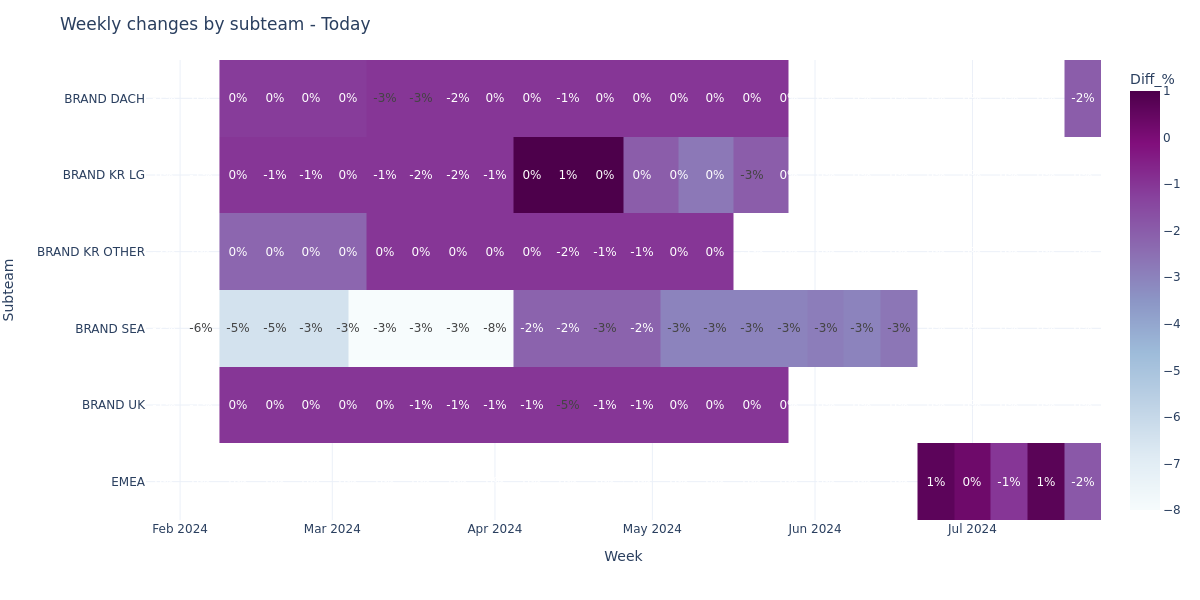 Weekly changes by subteam - Today
Diff_%
BRAND DACH 0% 0% 0% 0% -3% -3% -2% 0% 0% -1% 0% 0% 0% 0% 0% 0% -2%
BRAND KR LG 0% -1% -1% 0% -1% -2% -2% -1% 0% 1% 0% 0% 0% 0% -3% 0%
BRAND KR OTHER 0% 0% 0% 0% 0% 0% 0% 0% 0% -2% -1% -1% 0% 0%
BRAND SEA -6% -5% -5% -3% -3% -3% -3% -3% -8% -2% -2% -3% -2% -3% -3% -3% -3% -3% -3% -3%
BRAND UK 0% 0% 0% 0% 0% -1% -1% -1% -1% -5% -1% -1% 0% 0% 0% 0%
EMEA 1% 0% -1% 1% -2%
Subteam
Feb 2024 Mar 2024 Apr 2024 May 2024 Jun 2024 Jul 2024
Week
1
0
−1
−2
−3
−4
−5
−6
−7
−8